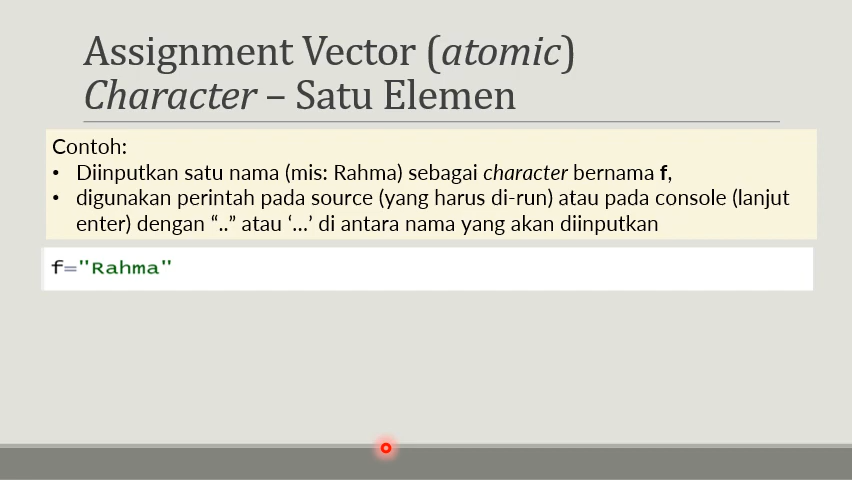 Assignment Vector (atomic)
Character – Satu Elemen
Contoh:
• Diinputkan satu nama (mis: Rahma) sebagai character bernama f,
• digunakan perintah pada source (yang harus di-run) atau pada console (lanjut
enter) dengan “..” atau ‘...’ di antara nama yang akan diinputkan
f="Rahma"